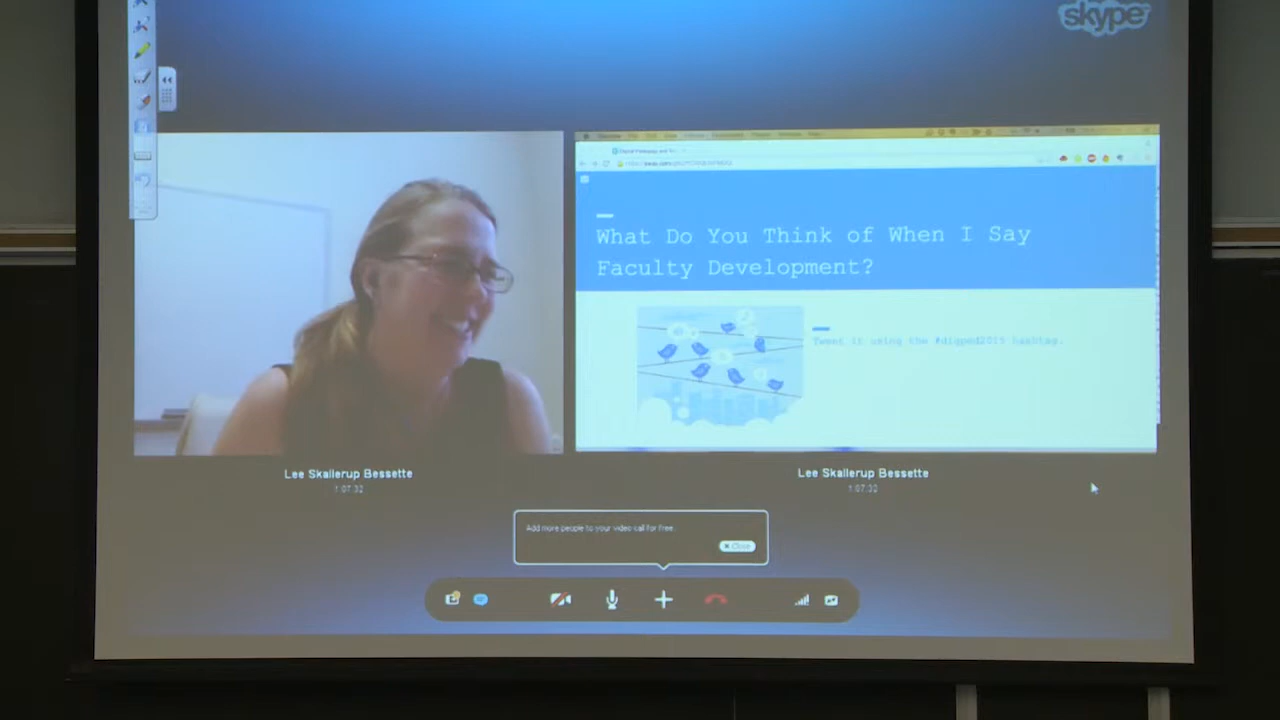 skype
What Do You Think of When I Say
Faculty Development?
Tweet it using the #digped2015 hashtag.
Lee Skallerup Bessette
1:07:32
Lee Skallerup Bessette
1:07:32
Add more people to your video call for free.
Close